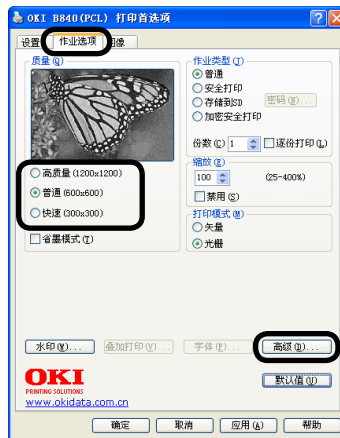 OKI B840(PCL) 打印首选项
设置 作业选项 图像
质量(Q)
高质量(1200x1200)
普通(600x600)
快速(300x300)
省墨模式(I)
作业类型(J)
普通
安全打印
存储到SD
加密安全打印
密码(N)...
份数(C) 1 逐份打印(L)
缩放(E)
100 (25-400%)
禁用(S)
打印模式(M)
矢量
光栅
水印(W)... 叠加打印(V)... 字体(F)... 高级(D)...
OKI
PRINTING SOLUTIONS
www.okidata.com.cn
默认值(U)
确定 取消 应用(A) 帮助